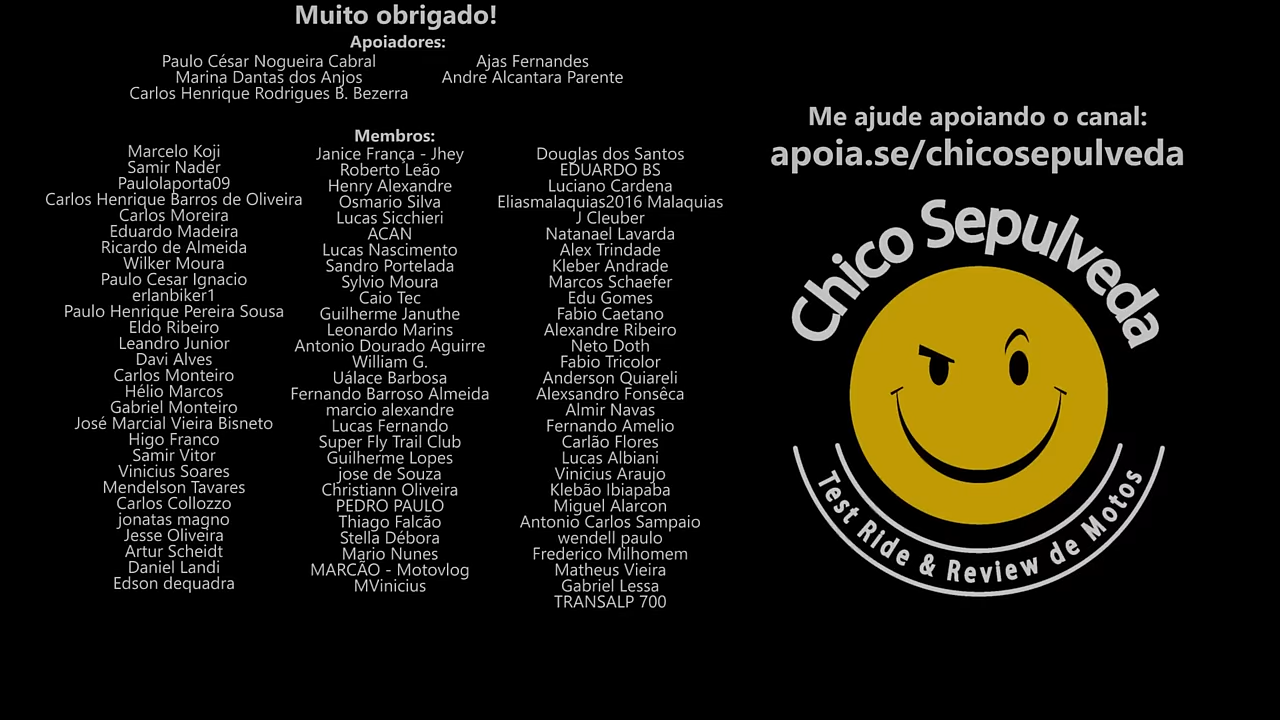 Muito obrigado!
Apoiadores:
Paulo César Nogueira Cabral
Marina Dantas dos Anjos
Carlos Henrique Rodrigues B. Bezerra
Ajas Fernandes
Andre Alcantara Parente
Membros:
Marcelo Koji
Samir Nader
Paulolaporta09
Carlos Henrique Barros de Oliveira
Carlos Moreira
Eduardo Madeira
Ricardo de Almeida
Wilker Moura
Paulo Cesar Ignacio
erlanbiker1
Paulo Henrique Pereira Sousa
Eldo Ribeiro
Leandro Junior
Davi Alves
Carlos Monteiro
Hélio Marcos
Gabriel Monteiro
José Marcial Vieira Bisneto
Higo Franco
Samir Vitor
Vinicius Soares
Mendelson Tavares
Carlos Collozzo
jonatas magno
Jesse Oliveira
Artur Scheidt
Daniel Landi
Edson dequadra
Janice França - Jhey
Roberto Leão
Henry Alexandre
Osmario Silva
Lucas Sicchieri
ACAN
Lucas Nascimento
Sandro Portelada
Sylvio Moura
Caio Tec
Guilherme Januthe
Leonardo Marins
Antonio Dourado Aguirre
William G.
Uálace Barbosa
Fernando Barroso Almeida
marcio alexandre
Lucas Fernando
Super Fly Trail Club
Guilherme Lopes
jose de Souza
Christiann Oliveira
PEDRO PAULO
Thiago Falcão
Stella Débora
Mario Nunes
MARCÃO - Motovlog
MVinicius
Douglas dos Santos
EDUARDO BS
Luciano Cardena
Eliasmalaquias2016 Malaquias
J Cleuber
Natanael Lavarda
Alex Trindade
Kleber Andrade
Marcos Schaefer
Edu Gomes
Fabio Caetano
Alexandre Ribeiro
Neto Doth
Fabio Tricolor
Anderson Quiareli
Alexsandro Fonsêca
Almir Navas
Fernando Amelio
Carlão Flores
Lucas Albiani
Vinicius Araujo
Klebão Ibiapaba
Miguel Alarcon
Antonio Carlos Sampaio
wendell paulo
Frederico Milhomem
Matheus Vieira
Gabriel Lessa
TRANSALP 700
Me ajude apoiando o canal:
apoia.se/chicosepulveda
Chico Sepulveda
Test Ride & Review de Motos